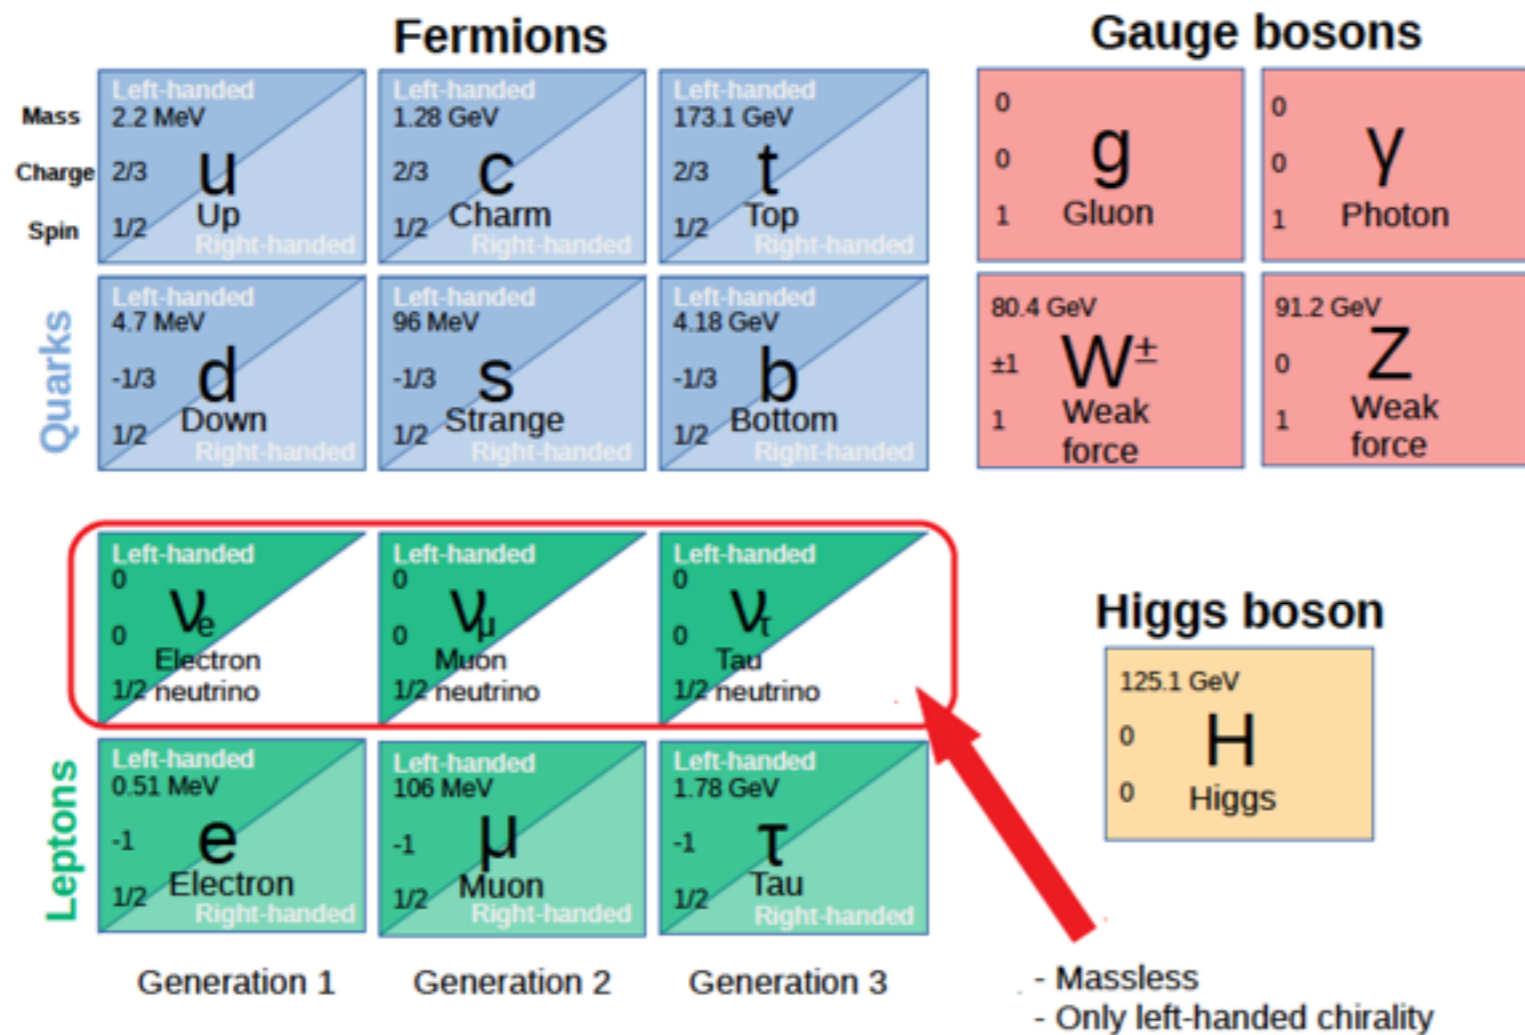 Fermions
Gauge bosons
Mass
Charge
Spin
Left-handed
2.2 MeV
2/3
u
Up
1/2
Right-handed
Left-handed
1.28 GeV
2/3
c
Charm
1/2
Right-handed
Left-handed
173.1 GeV
2/3
t
Top
1/2
Right-handed
0
0
g
1
Gluon
0
0
γ
1
Photon
Quarks
Left-handed
4.7 MeV
-1/3
d
Down
1/2
Right-handed
Left-handed
96 MeV
-1/3
s
Strange
1/2
Right-handed
Left-handed
4.18 GeV
-1/3
b
Bottom
1/2
Right-handed
80.4 GeV
±1
W±
1
Weak
force
91.2 GeV
0
Z
1
Weak
force
Left-handed
0
νe
0
Electron
1/2 neutrino
Left-handed
0
νμ
0
Muon
1/2 neutrino
Left-handed
0
ντ
0
Tau
1/2 neutrino
Higgs boson
125.1 GeV
0
H
0
Higgs
Leptons
Left-handed
0.51 MeV
-1
e
Electron
1/2
Right-handed
Left-handed
106 MeV
-1
μ
Muon
1/2
Right-handed
Left-handed
1.78 GeV
-1
τ
Tau
1/2
Right-handed
Generation 1
Generation 2
Generation 3
- Massless
- Only left-handed chirality